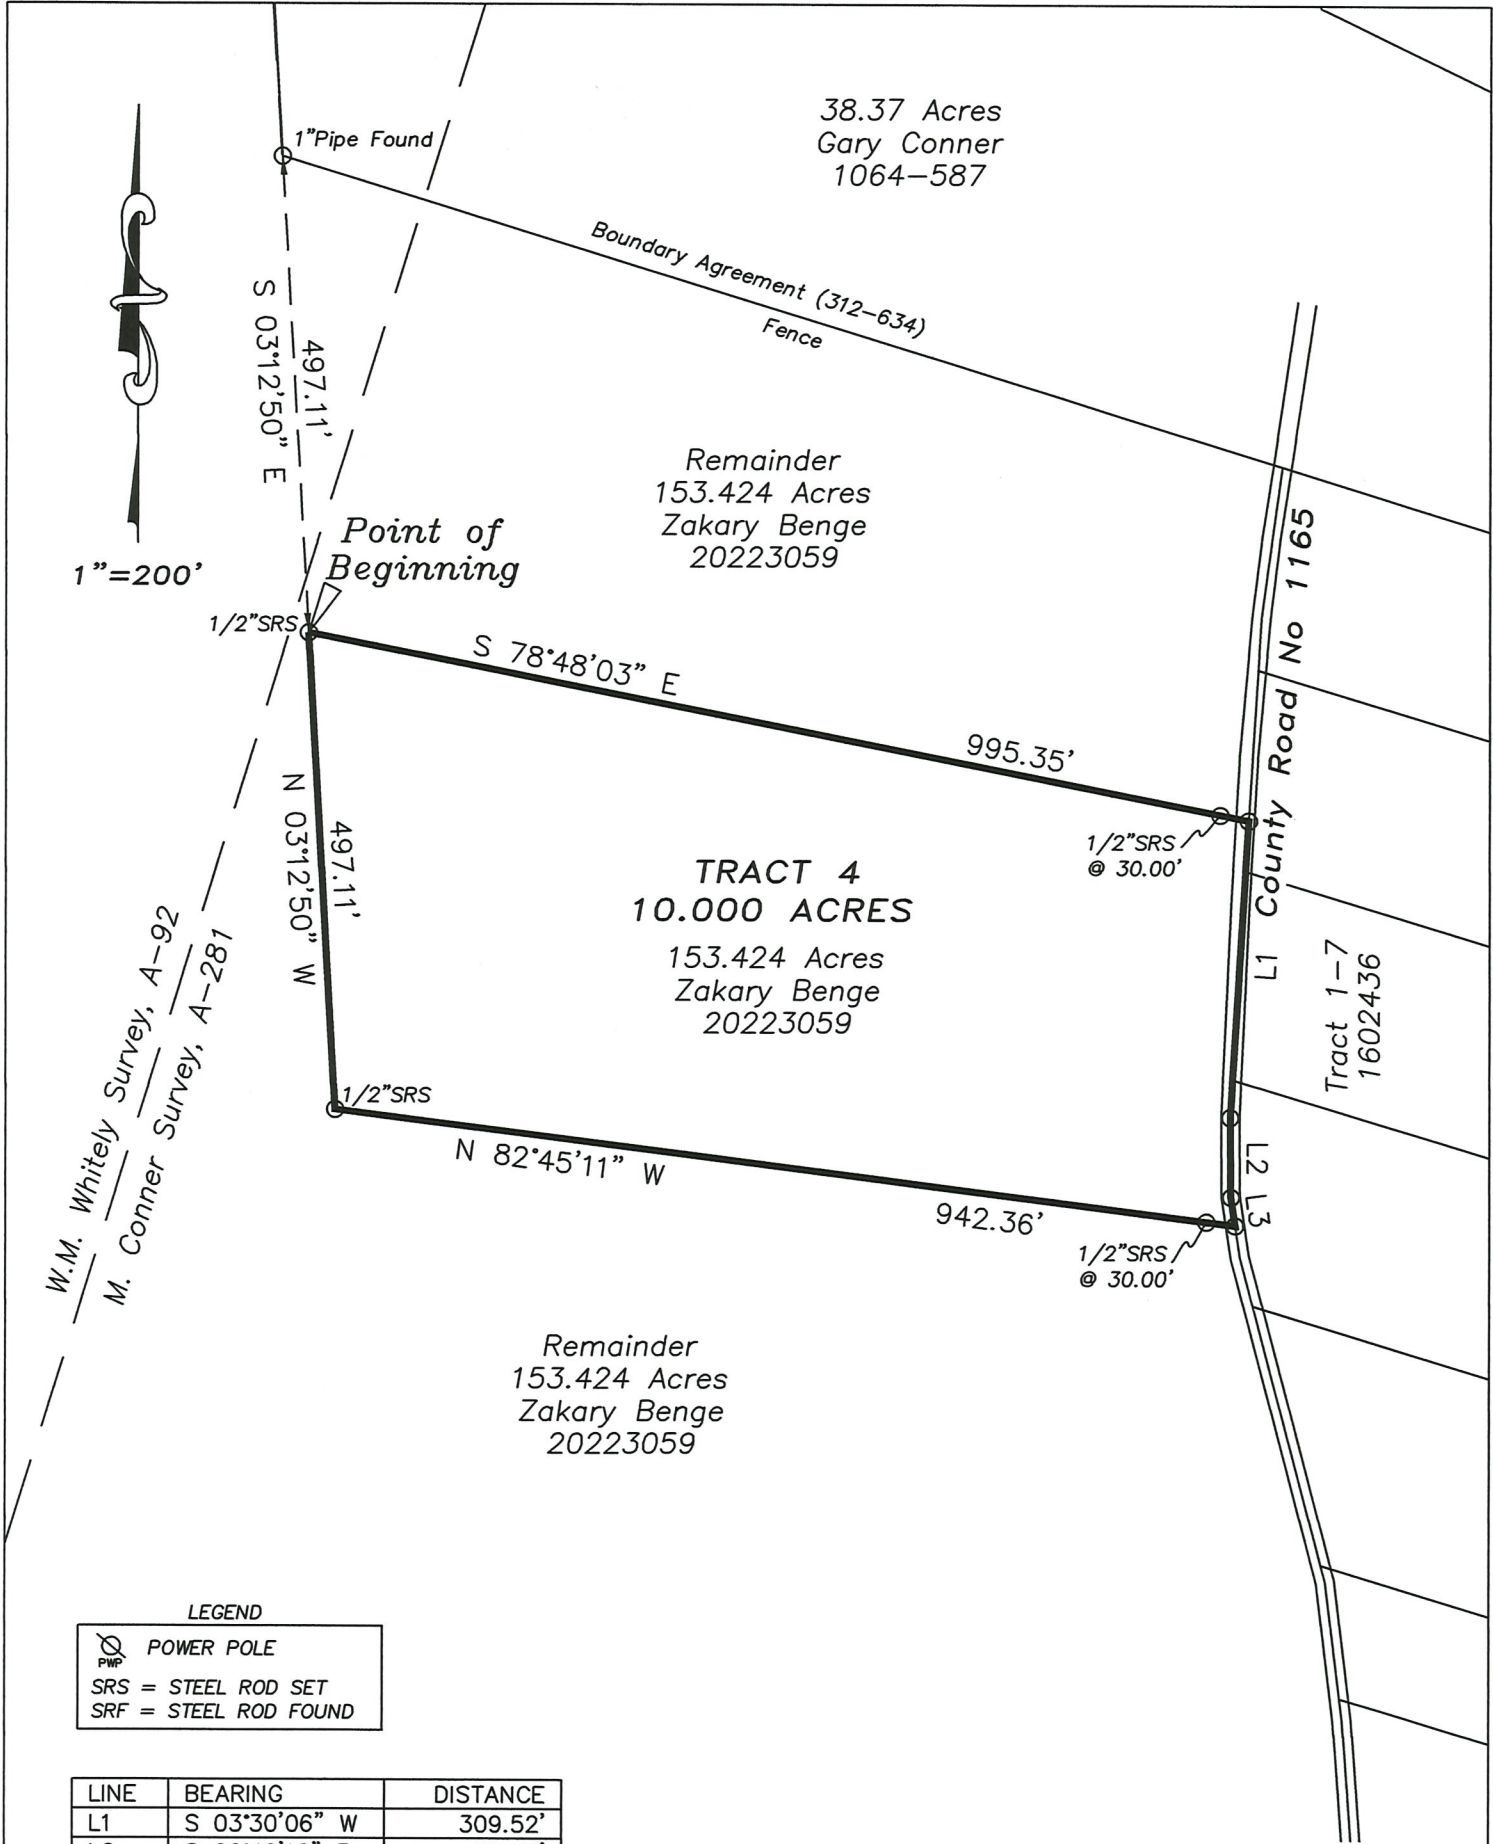 38.37 Acres
Gary Conner
1064-587
1"Pipe Found
Boundary Agreement (312-634)
Fence
S 03°12'50" E
497.11'
Remainder
153.424 Acres
Zakary Benge
20223059
1"=200'
Point of
Beginning
1/2"SRS
S 78°48'03" E
995.35'
County Road No 1165
1/2"SRS
@ 30.00'
N 03°12'50" W
497.11'
TRACT 4
10.000 ACRES
153.424 Acres
Zakary Benge
20223059
L1
Tract 1-7
1602436
W.M. Whitely Survey, A-92
M. Conner Survey, A-281
1/2"SRS
N 82°45'11" W
942.36'
L2
L3
1/2"SRS
@ 30.00'
Remainder
153.424 Acres
Zakary Benge
20223059
LEGEND
PWP POWER POLE
SRS = STEEL ROD SET
SRF = STEEL ROD FOUND
LINE BEARING DISTANCE
L1 S 03°30'06" W 309.52'